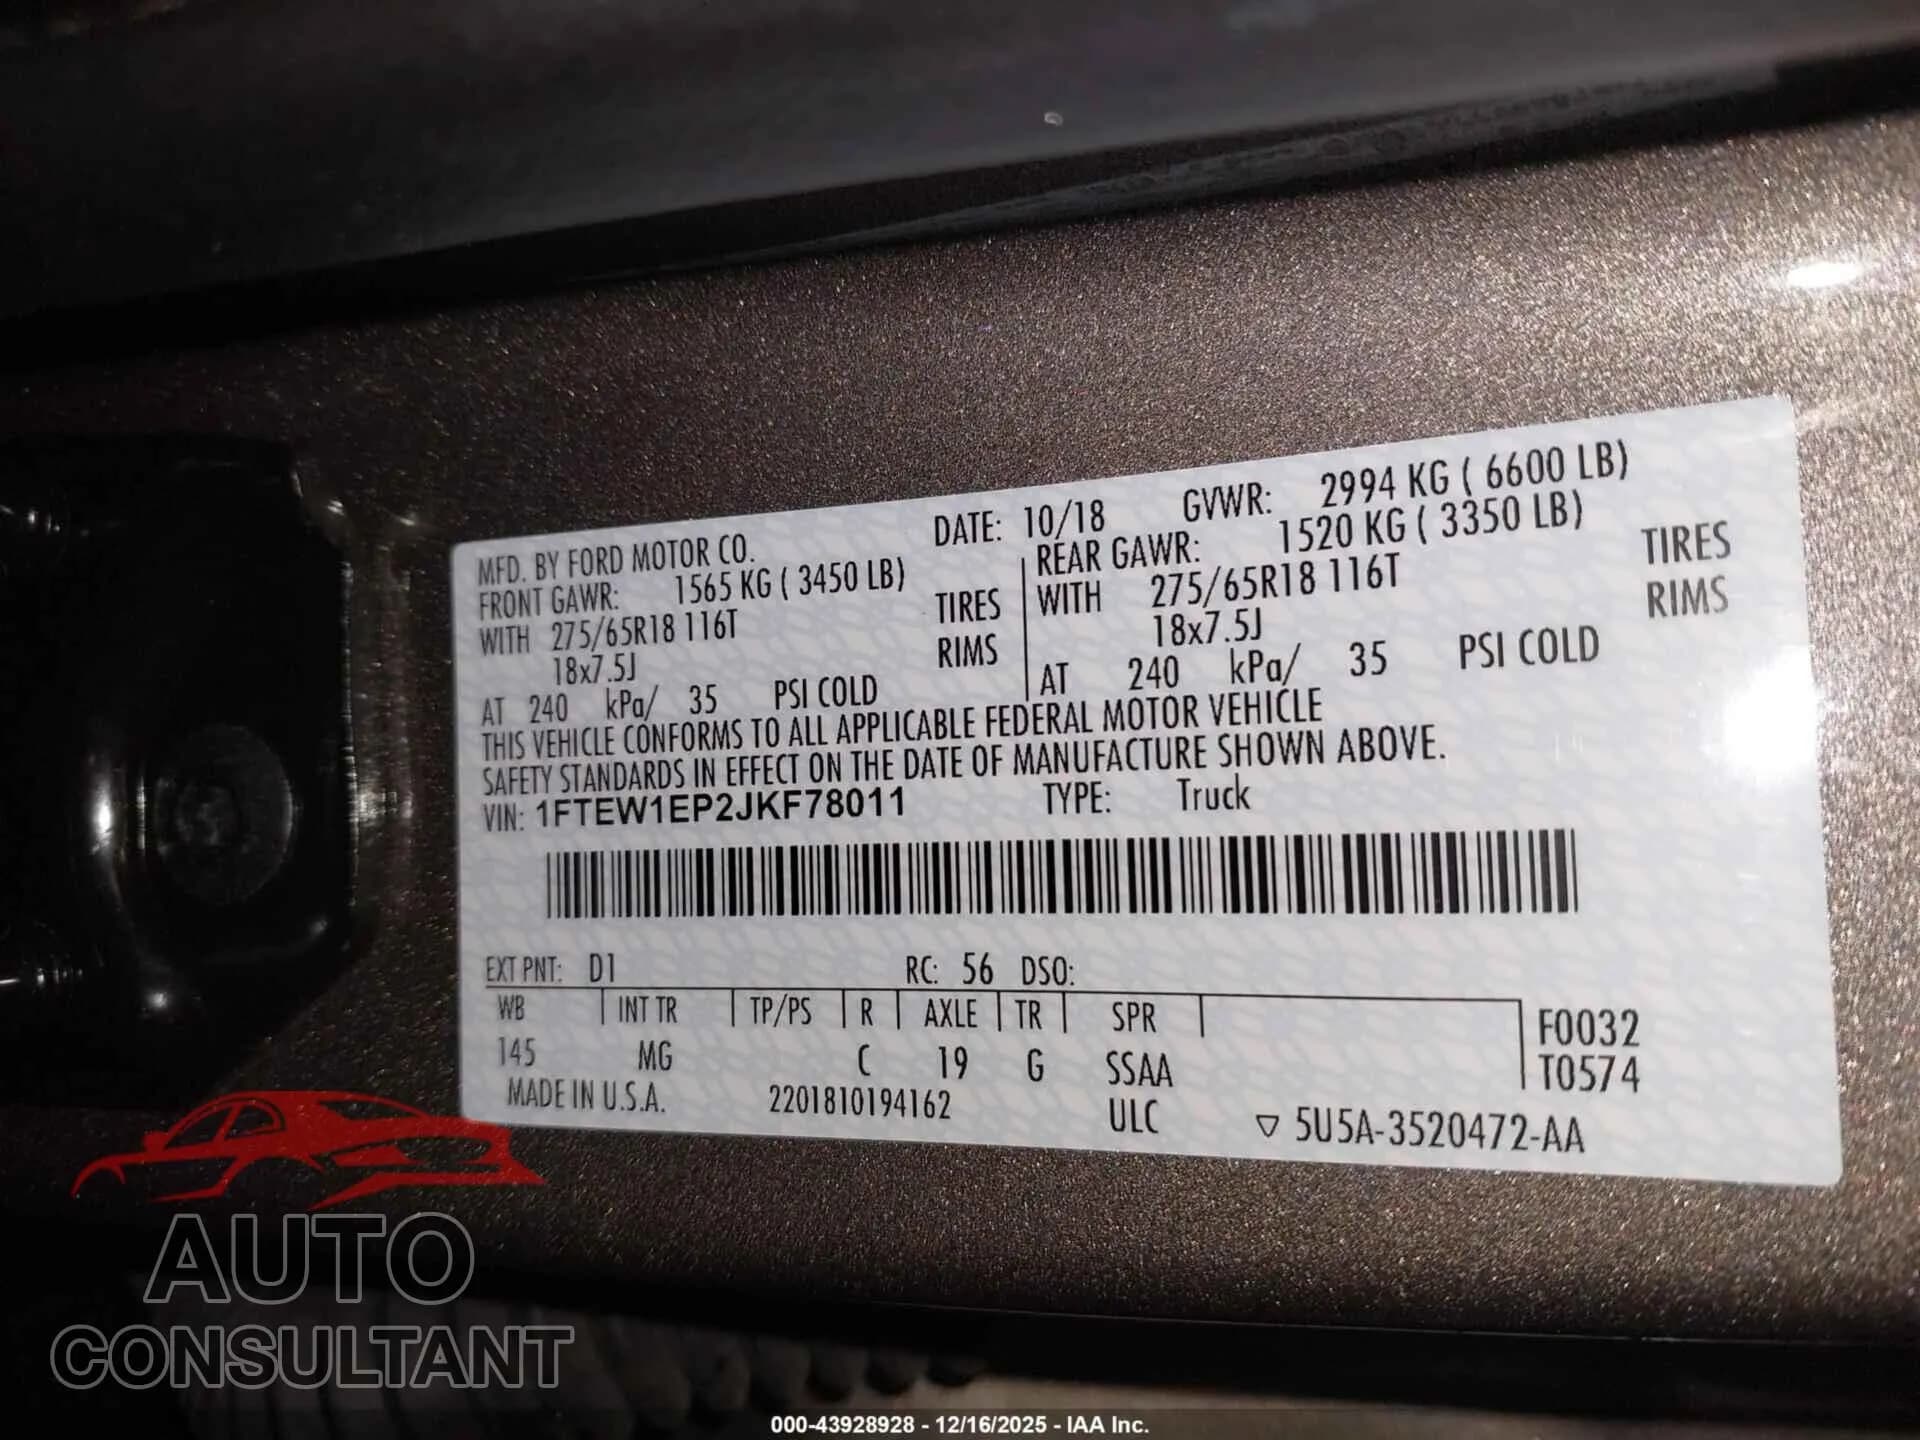 MFD. BY FORD MOTOR CO. DATE: 10/18 GVWR: 2994 KG ( 6600 LB)
FRONT GAWR: 1565 KG ( 3450 LB) REAR GAWR: 1520 KG ( 3350 LB)
WITH 275/65R18 116T TIRES WITH 275/65R18 116T TIRES
18x7.5J RIMS 18x7.5J RIMS
AT 240 kPa/ 35 PSI COLD AT 240 kPa/ 35 PSI COLD
THIS VEHICLE CONFORMS TO ALL APPLICABLE FEDERAL MOTOR VEHICLE
SAFETY STANDARDS IN EFFECT ON THE DATE OF MANUFACTURE SHOWN ABOVE.
VIN: 1FTEW1EP2JKF78011 TYPE: Truck
EXT PNT: D1 RC: 56 DSO:
WB INT TR TP/PS R AXLE TR SPR F0032
145 MG C 19 G SSAA T0574
MADE IN U.S.A. 2201810194162 ULC ▽ 5U5A-3520472-AA
AUTO
CONSULTANT
000-43928928 - 12/16/2025 - IAA Inc.